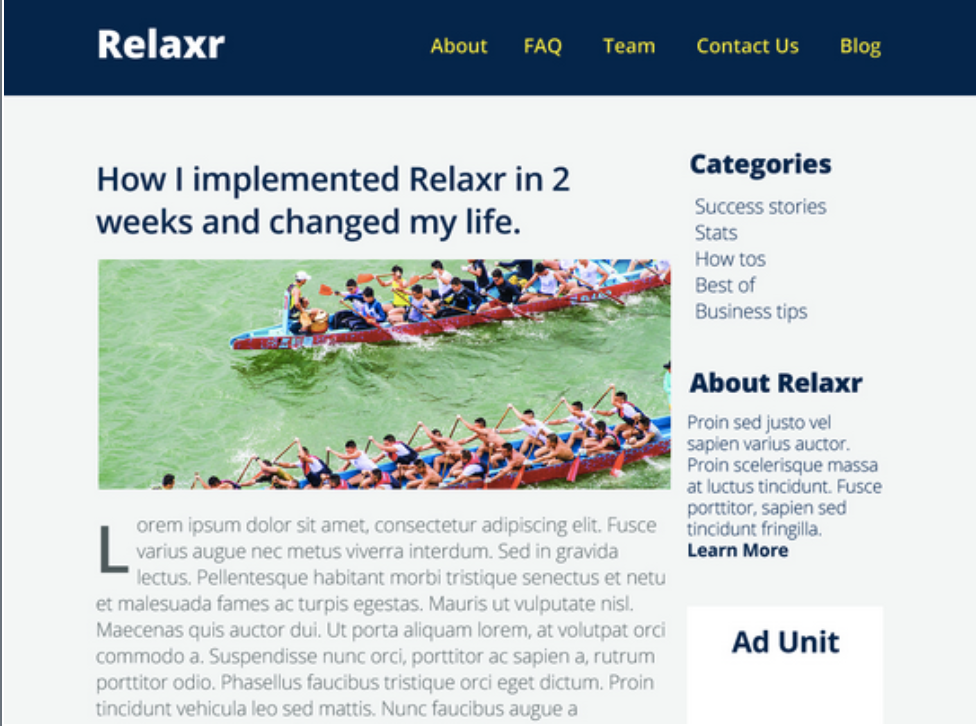 Relaxr
About FAQ Team Contact Us Blog
How I implemented Relaxr in 2
weeks and changed my life.
Lorem ipsum dolor sit amet, consectetur adipiscing elit. Fusce
varius augue nec metus viverra interdum. Sed in gravida
lectus. Pellentesque habitant morbi tristique senectus et netu
et malesuada fames ac turpis egestas. Mauris ut vulputate nisl.
Maecenas quis auctor dui. Ut porta aliquam lorem, at volutpat orci
commodo a. Suspendisse nunc orci, porttitor ac sapien a, rutrum
porttitor odio. Phasellus faucibus tristique orci eget dictum. Proin
tincidunt vehicula leo sed mattis. Nunc faucibus augue a
Categories
Success stories
Stats
How tos
Best of
Business tips
About Relaxr
Proin sed justo vel
sapien varius auctor.
Proin scelerisque massa
at luctus tincidunt. Fusce
porttitor, sapien sed
tincidunt fringilla.
Learn More
Ad Unit